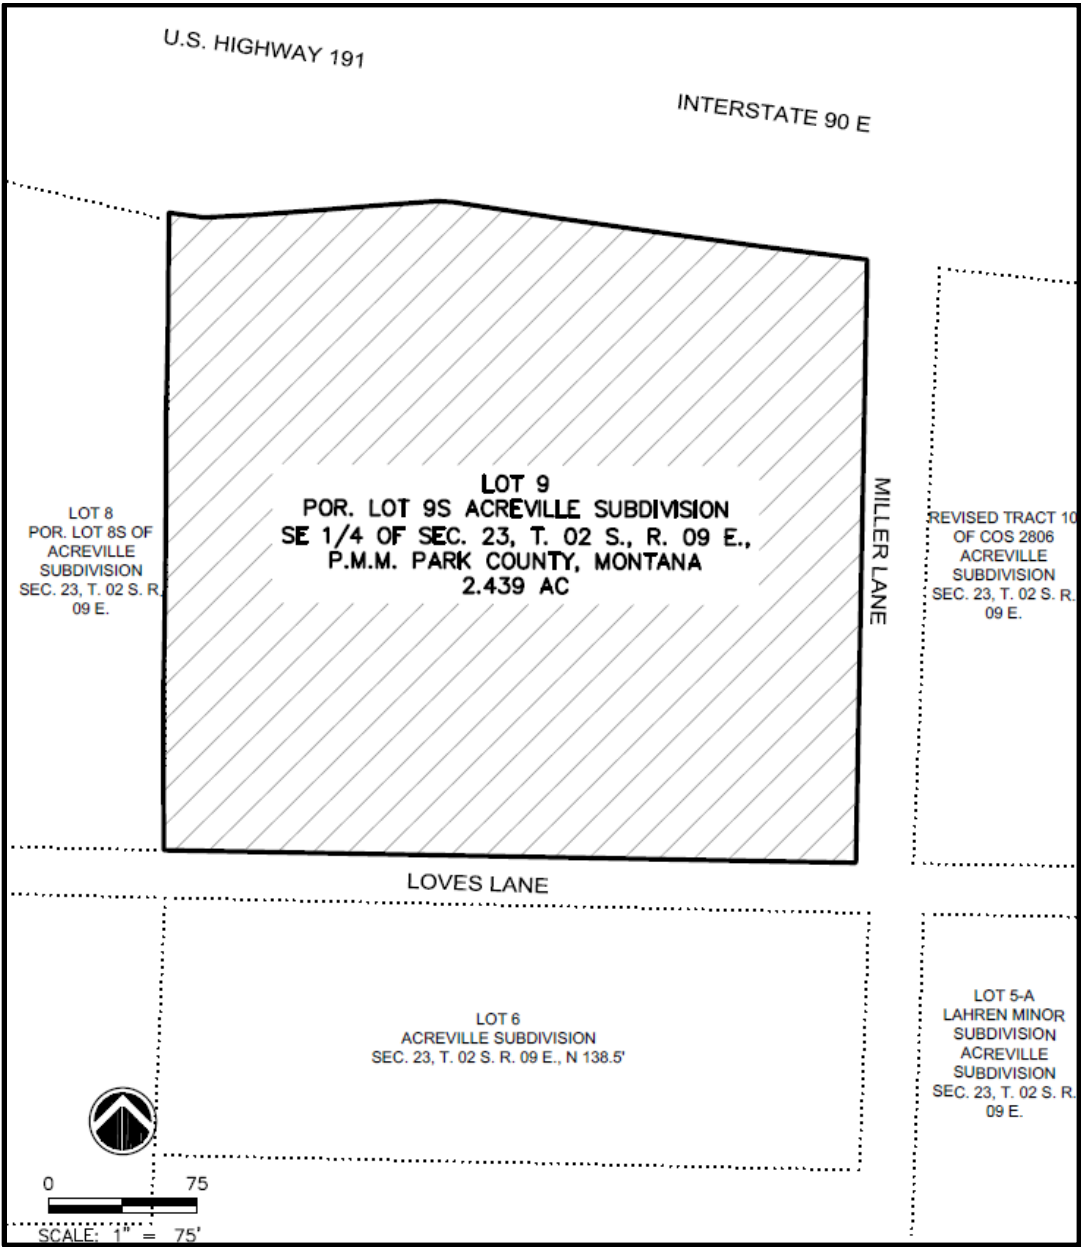 U.S. HIGHWAY 191
INTERSTATE 90 E
LOT 9
POR. LOT 9S ACREVILLE SUBDIVISION
SE 1/4 OF SEC. 23, T. 02 S., R. 09 E.,
P.M.M. PARK COUNTY, MONTANA
2.439 AC
LOT 8
POR. LOT 8S OF
ACREVILLE
SUBDIVISION
SEC. 23, T. 02 S. R.
09 E.
MILLER LANE
REVISED TRACT 10
OF COS 2806
ACREVILLE
SUBDIVISION
SEC. 23, T. 02 S. R.
09 E.
LOVES LANE
LOT 6
ACREVILLE SUBDIVISION
SEC. 23, T. 02 S. R. 09 E., N 138.5'
LOT 5-A
LAHREN MINOR
SUBDIVISION
ACREVILLE
SUBDIVISION
SEC. 23, T. 02 S. R.
09 E.
0 75
SCALE: 1" = 75'